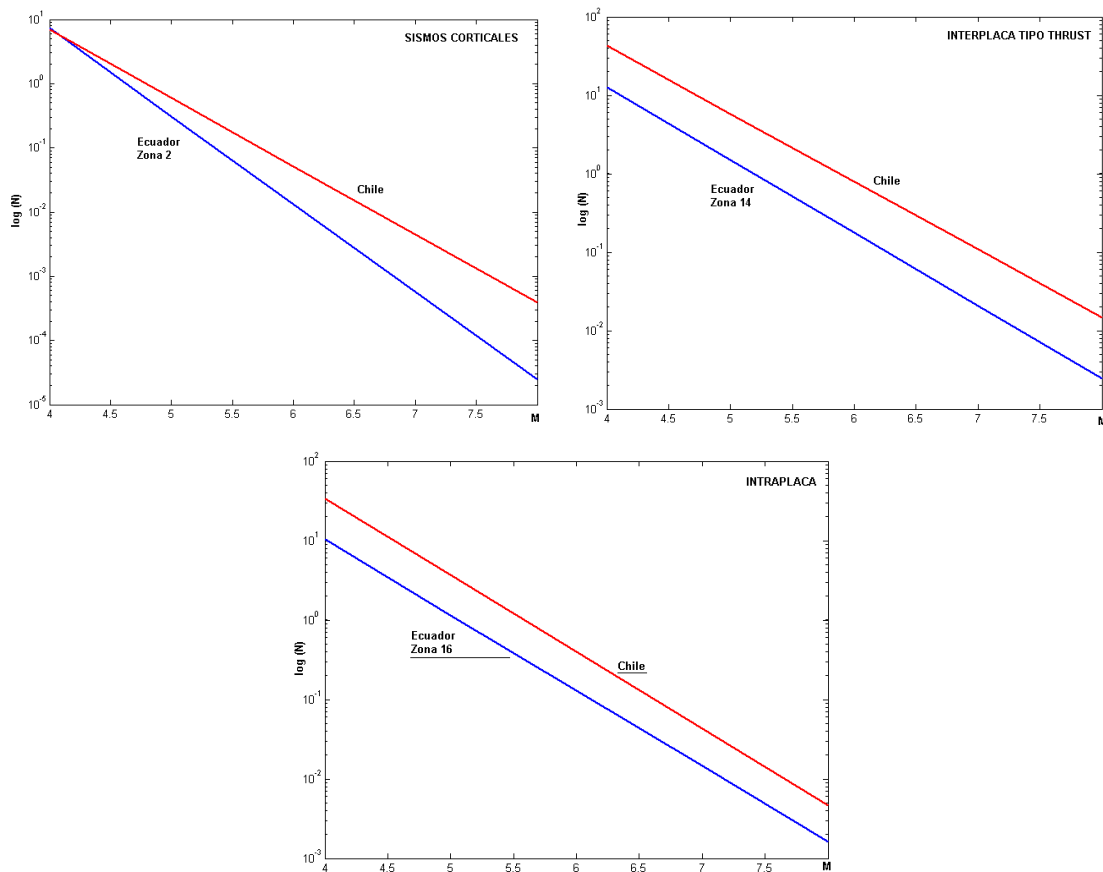 SISMOS CORTICALES
10^1
10^0
10^-1
10^-2
10^-3
10^-4
10^-5
log (N)
Ecuador
Zona 2
Chile
4 4.5 5 5.5 6 6.5 7 7.5 M
INTERPLACA TIPO THRUST
10^2
10^1
10^0
10^-1
10^-2
10^-3
log (N)
Chile
Ecuador
Zona 14
4 4.5 5 5.5 6 6.5 7 7.5 M
INTRAPLACA
10^2
10^1
10^0
10^-1
10^-2
10^-3
log (N)
Ecuador
Zona 16
Chile
4 4.5 5 5.5 6 6.5 7 7.5 M